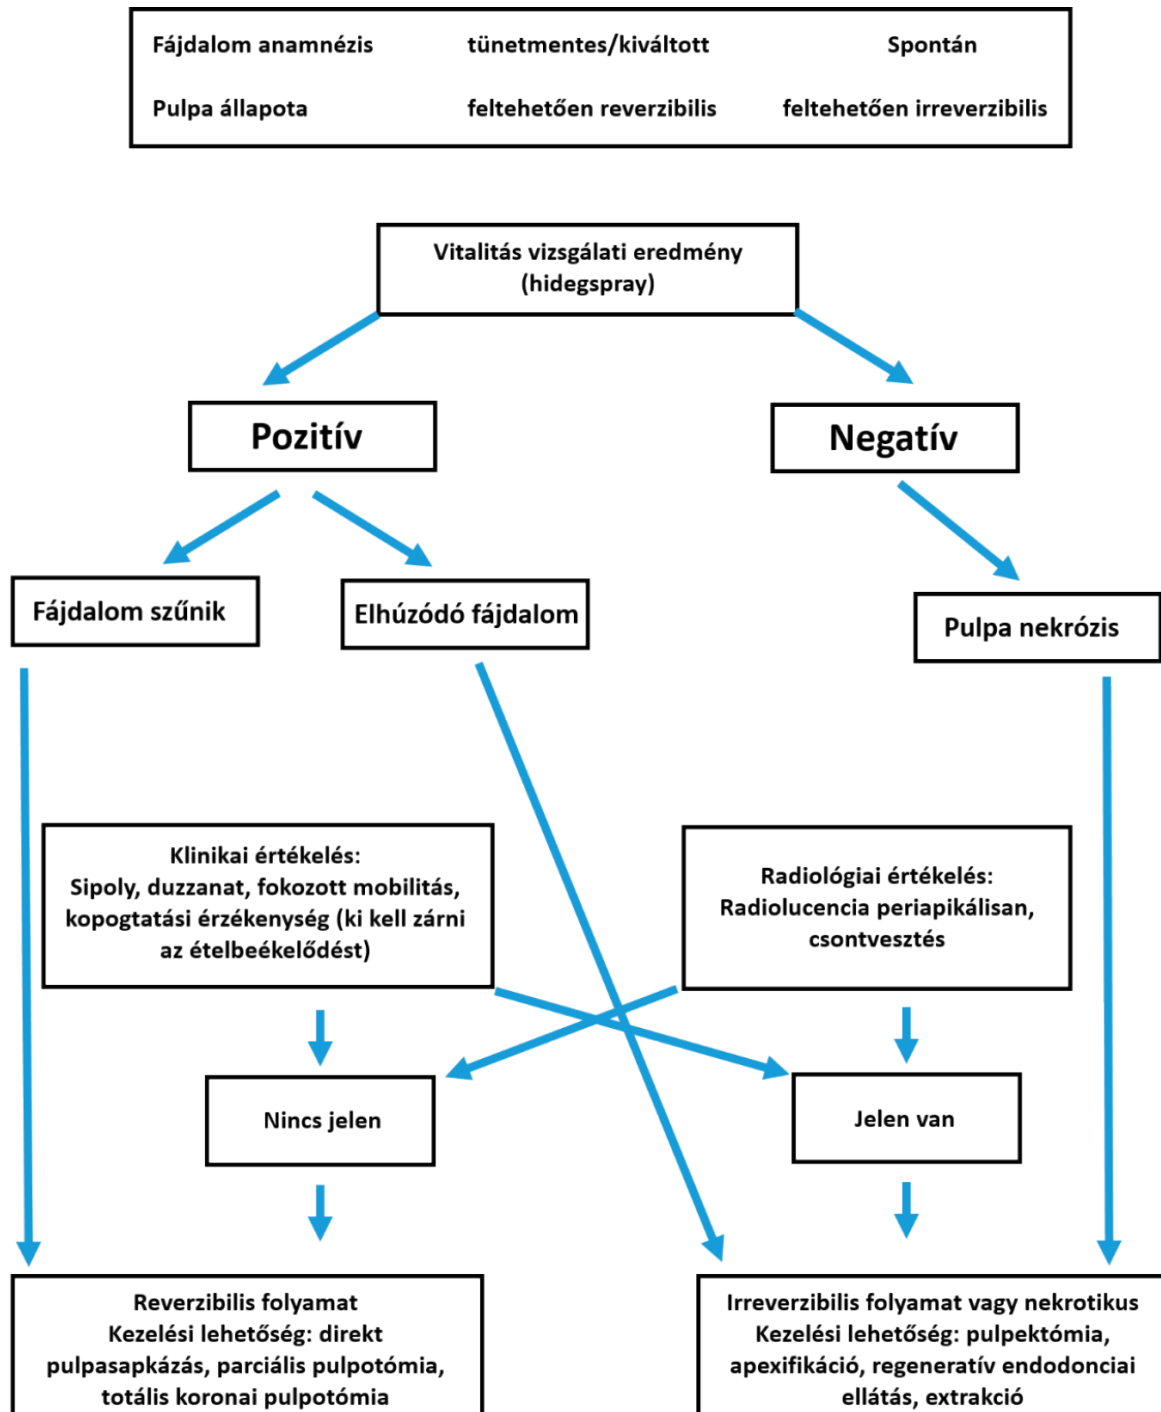 Fájdalom anamnézis tünetmentes/kiváltott Spontán
Pulpa állapota feltehetően reverzibilis feltehetően irreverzibilis
Vitalitás vizsgálati eredmény
(hidegspray)
Pozitív
Negatív
Fájdalom szűnik
Elhúzódó fájdalom
Pulpa nekrózis
Klinikai értékelés:
Sipoly, duzzanat, fokozott mobilitás,
kopogtatási érzékenység (ki kell zárni
az ételbeékelődést)
Radiológiai értékelés:
Radiolucencia periapikálisan,
csontvesztés
Nincs jelen
Jelen van
Reverzibilis folyamat
Kezelési lehetőség: direkt
pulpasapkázás, parciális pulpotómia,
totális koronai pulpotómia
Irreverzibilis folyamat vagy nekrotikus
Kezelési lehetőség: pulpektómia,
apexifikáció, regeneratív endodonciai
ellátás, extrakció